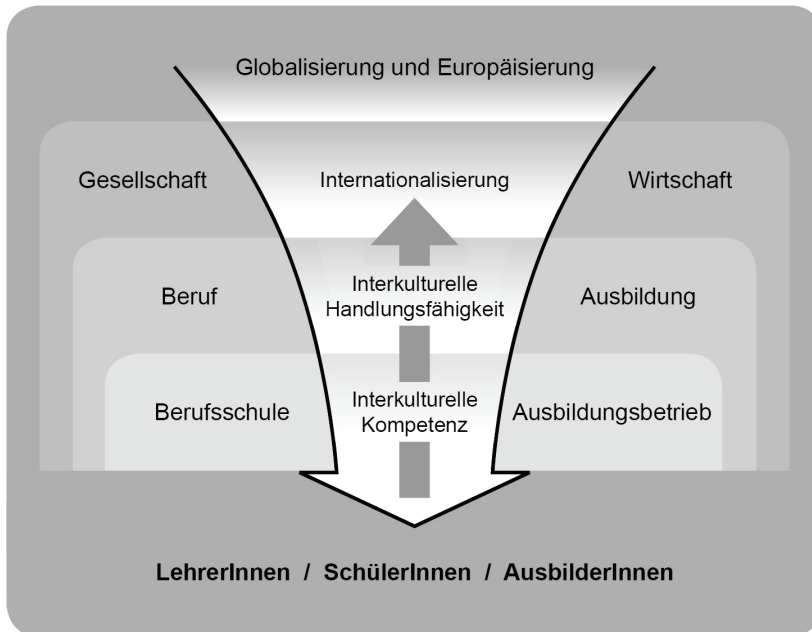 Globalisierung und Europäisierung
Gesellschaft
Internationalisierung
Wirtschaft
Beruf
Interkulturelle
Handlungsfähigkeit
Ausbildung
Berufsschule
Interkulturelle
Kompetenz
Ausbildungsbetrieb
LehrerInnen / SchülerInnen / AusbilderInnen